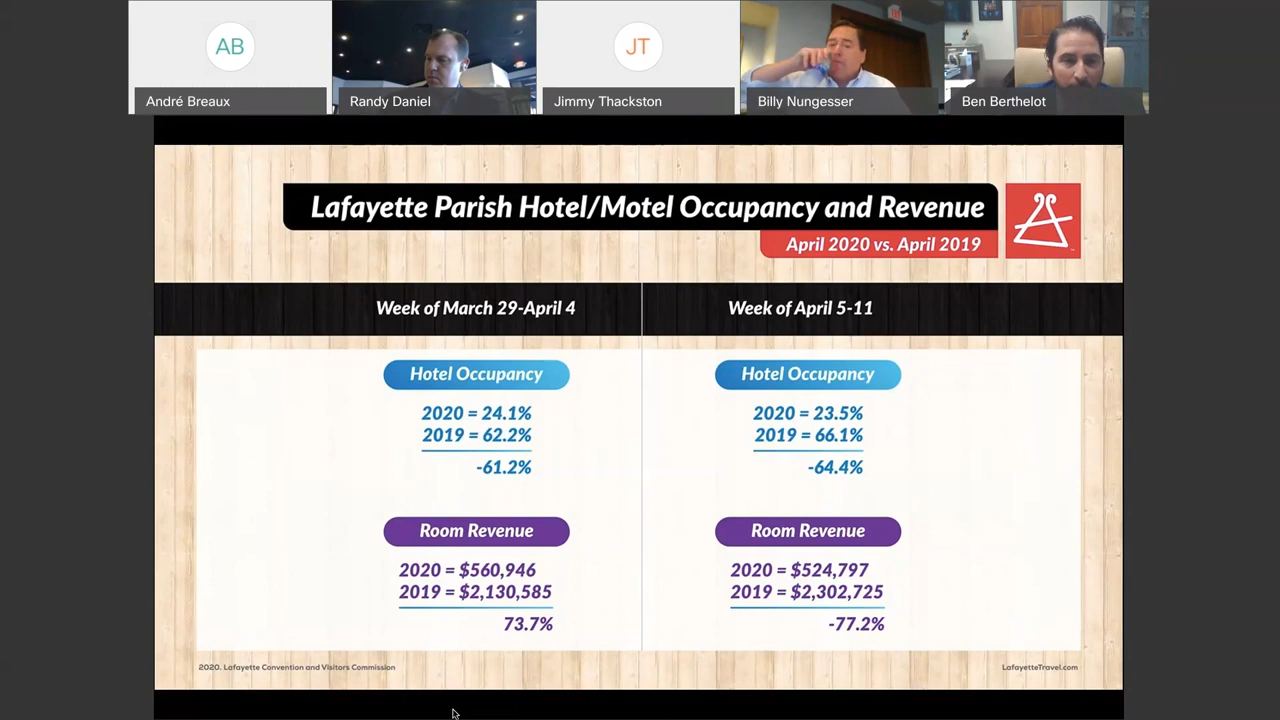 AB
JT
André Breaux
Randy Daniel
Jimmy Thackston
Billy Nungesser
Ben Berthelot
Lafayette Parish Hotel/Motel Occupancy and Revenue
April 2020 vs. April 2019
Week of March 29-April 4
Week of April 5-11
Hotel Occupancy
2020 = 24.1%
2019 = 62.2%
-61.2%
Room Revenue
2020 = $560,946
2019 = $2,130,585
73.7%
Hotel Occupancy
2020 = 23.5%
2019 = 66.1%
-64.4%
Room Revenue
2020 = $524,797
2019 = $2,302,725
-77.2%
2020. Lafayette Convention and Visitors Commission
LafayetteTravel.com